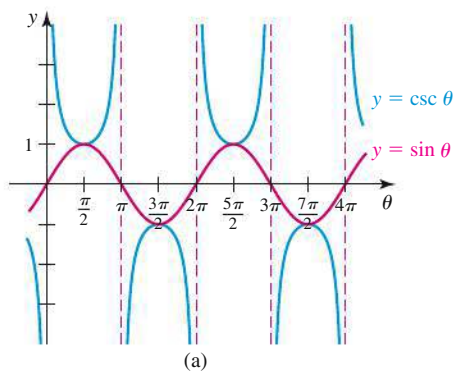 y
y = csc θ
1
y = sin θ
π/2 π 3π/2 2π 5π/2 3π 7π/2 4π θ
(a)